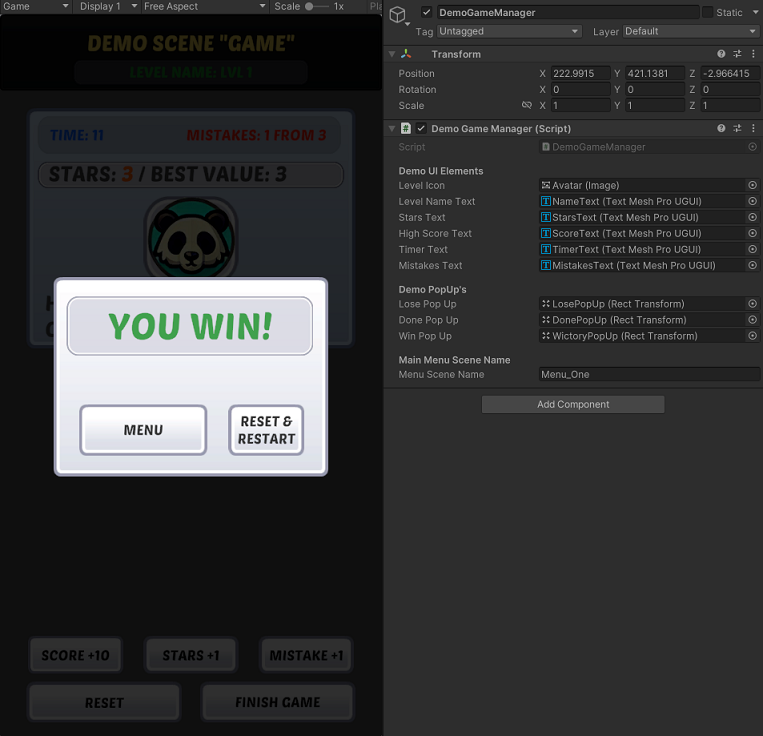 Game Display 1 Free Aspect Scale 1x
DEMO SCENE "GAME"
LEVEL NAME: LVL 1
TIME: 11 MISTAKES: 1 FROM 3
STARS: 3 / BEST VALUE: 3
YOU WIN!
MENU
RESET &
RESTART
SCORE +10 STARS +1 MISTAKE +1
RESET FINISH GAME
DemoGameManager Static
Tag Untagged Layer Default
Transform
Position X 222.9915 Y 421.1381 Z -2.966415
Rotation X 0 Y 0 Z 0
Scale X 1 Y 1 Z 1
# Demo Game Manager (Script)
Script # DemoGameManager
Demo UI Elements
Level Icon Avatar (Image)
Level Name Text NameText (Text Mesh Pro UGUI)
Stars Text StarsText (Text Mesh Pro UGUI)
High Score Text ScoreText (Text Mesh Pro UGUI)
Timer Text TimerText (Text Mesh Pro UGUI)
Mistakes Text MistakesText (Text Mesh Pro UGUI)
Demo PopUp's
Lose Pop Up LosePopUp (Rect Transform)
Done Pop Up DonePopUp (Rect Transform)
Win Pop Up WictoryPopUp (Rect Transform)
Main Menu Scene Name
Menu Scene Name Menu_One
Add Component